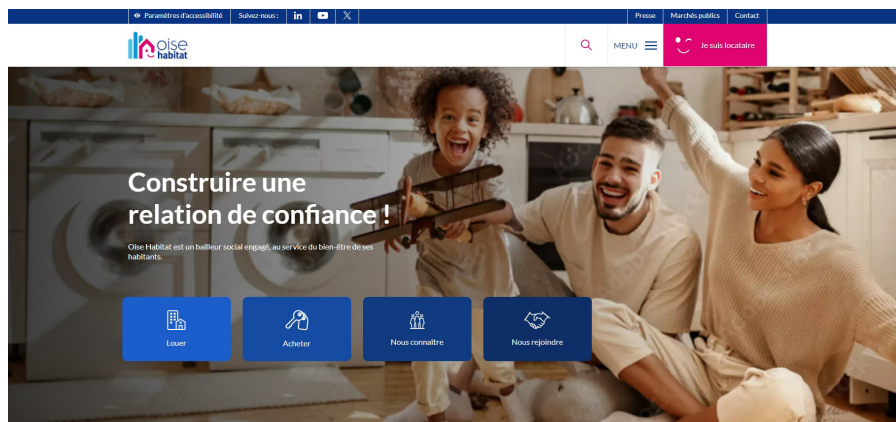 Paramètres d'accessibilité
Suivez-nous :
Presse
Marchés publics
Contact
oise
habitat
MENU
Je suis locataire
Construire une
relation de confiance !
Oise Habitat est un bailleur social engagé, au service du bien-être de ses
habitants.
Louer
Acheter
Nous connaître
Nous rejoindre